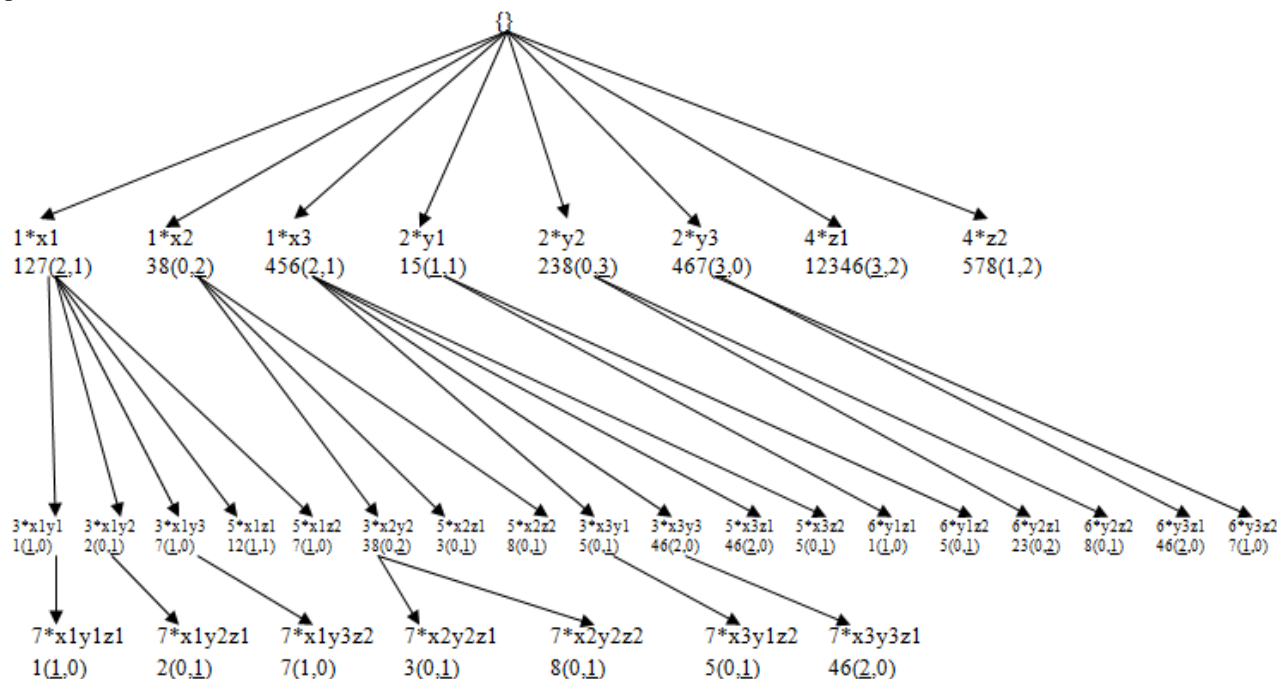 {}
1*x1 1*x2 1*x3 2*y1 2*y2 2*y3 4*z1 4*z2
127(2,1) 38(0,2) 456(2,1) 15(1,1) 238(0,3) 467(3,0) 12346(3,2) 578(1,2)
3*x1y1 3*x1y2 3*x1y3 5*x1z1 5*x1z2 3*x2y2 5*x2z1 5*x2z2 3*x3y1 3*x3y3 5*x3z1 5*x3z2 6*y1z1 6*y1z2 6*y2z1 6*y2z2 6*y3z1 6*y3z2
1(1,0) 2(0,1) 7(1,0) 12(1,1) 7(1,0) 38(0,2) 3(0,1) 8(0,1) 5(0,1) 46(2,0) 46(2,0) 5(0,1) 1(1,0) 5(0,1) 23(0,2) 8(0,1) 46(2,0) 7(1,0)
7*x1y1z1 7*x1y2z1 7*x1y3z2 7*x2y2z1 7*x2y2z2 7*x3y1z2 7*x3y3z1
1(1,0) 2(0,1) 7(1,0) 3(0,1) 8(0,1) 5(0,1) 46(2,0)